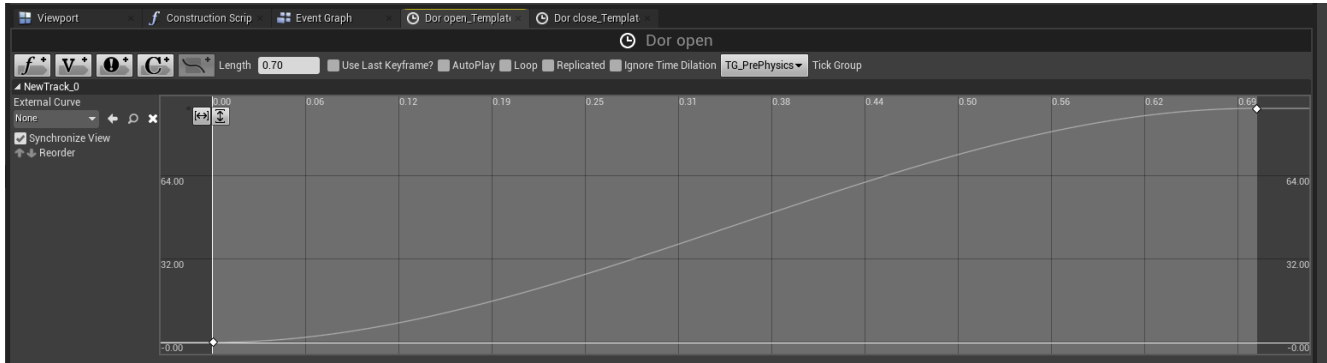 Viewport
Construction Scrip
Event Graph
Dor open_Templat
Dor close_Templat
Dor open
f+ V+ !+ C+ Length 0.70 Use Last Keyframe? AutoPlay Loop Replicated Ignore Time Dilation TG_PrePhysics Tick Group
NewTrack_0
External Curve
None
Synchronize View
Reorder
0.00 0.06 0.12 0.19 0.25 0.31 0.38 0.44 0.50 0.56 0.62 0.69
64.00 64.00
32.00 32.00
-0.00 -0.00